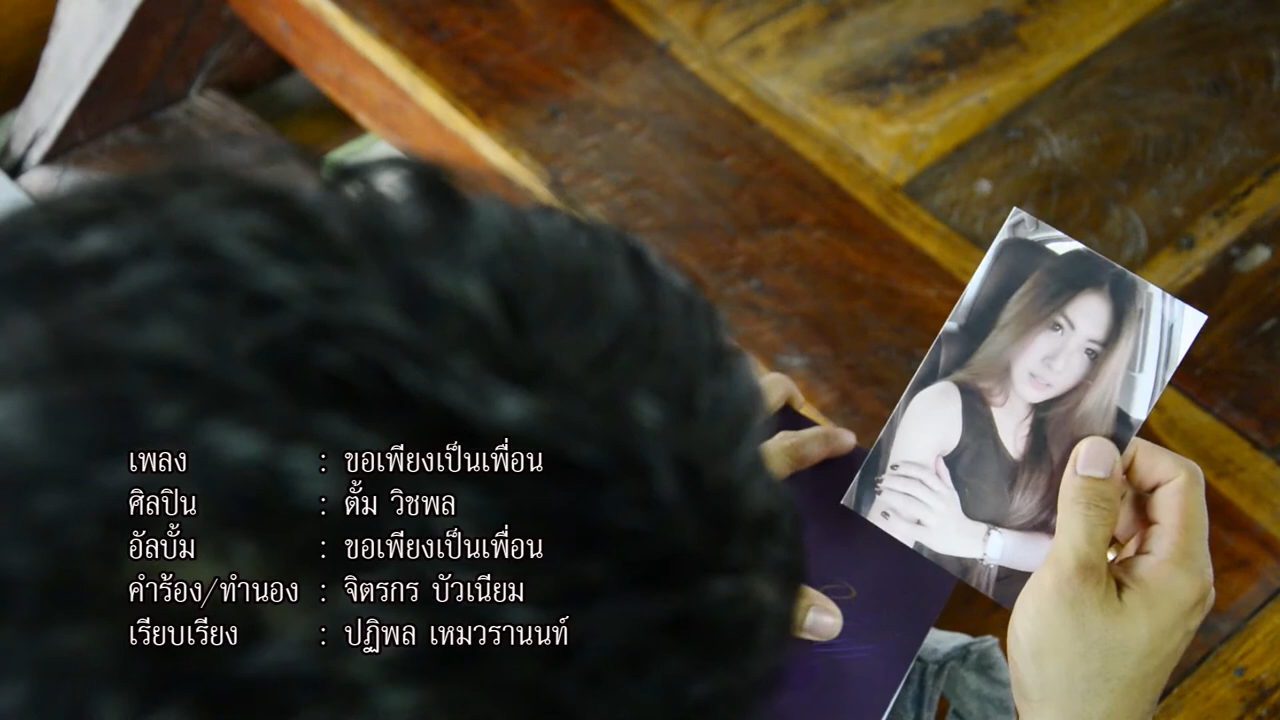 เพลง : ขอเพียงเป็นเพื่อน
ศิลปิน : ตั้ม วิชพล
อัลบั้ม : ขอเพียงเป็นเพื่อน
คำร้อง/ทำนอง : จิตรกร บัวเนียม
เรียบเรียง : ปฏิพล เหมวรานนท์